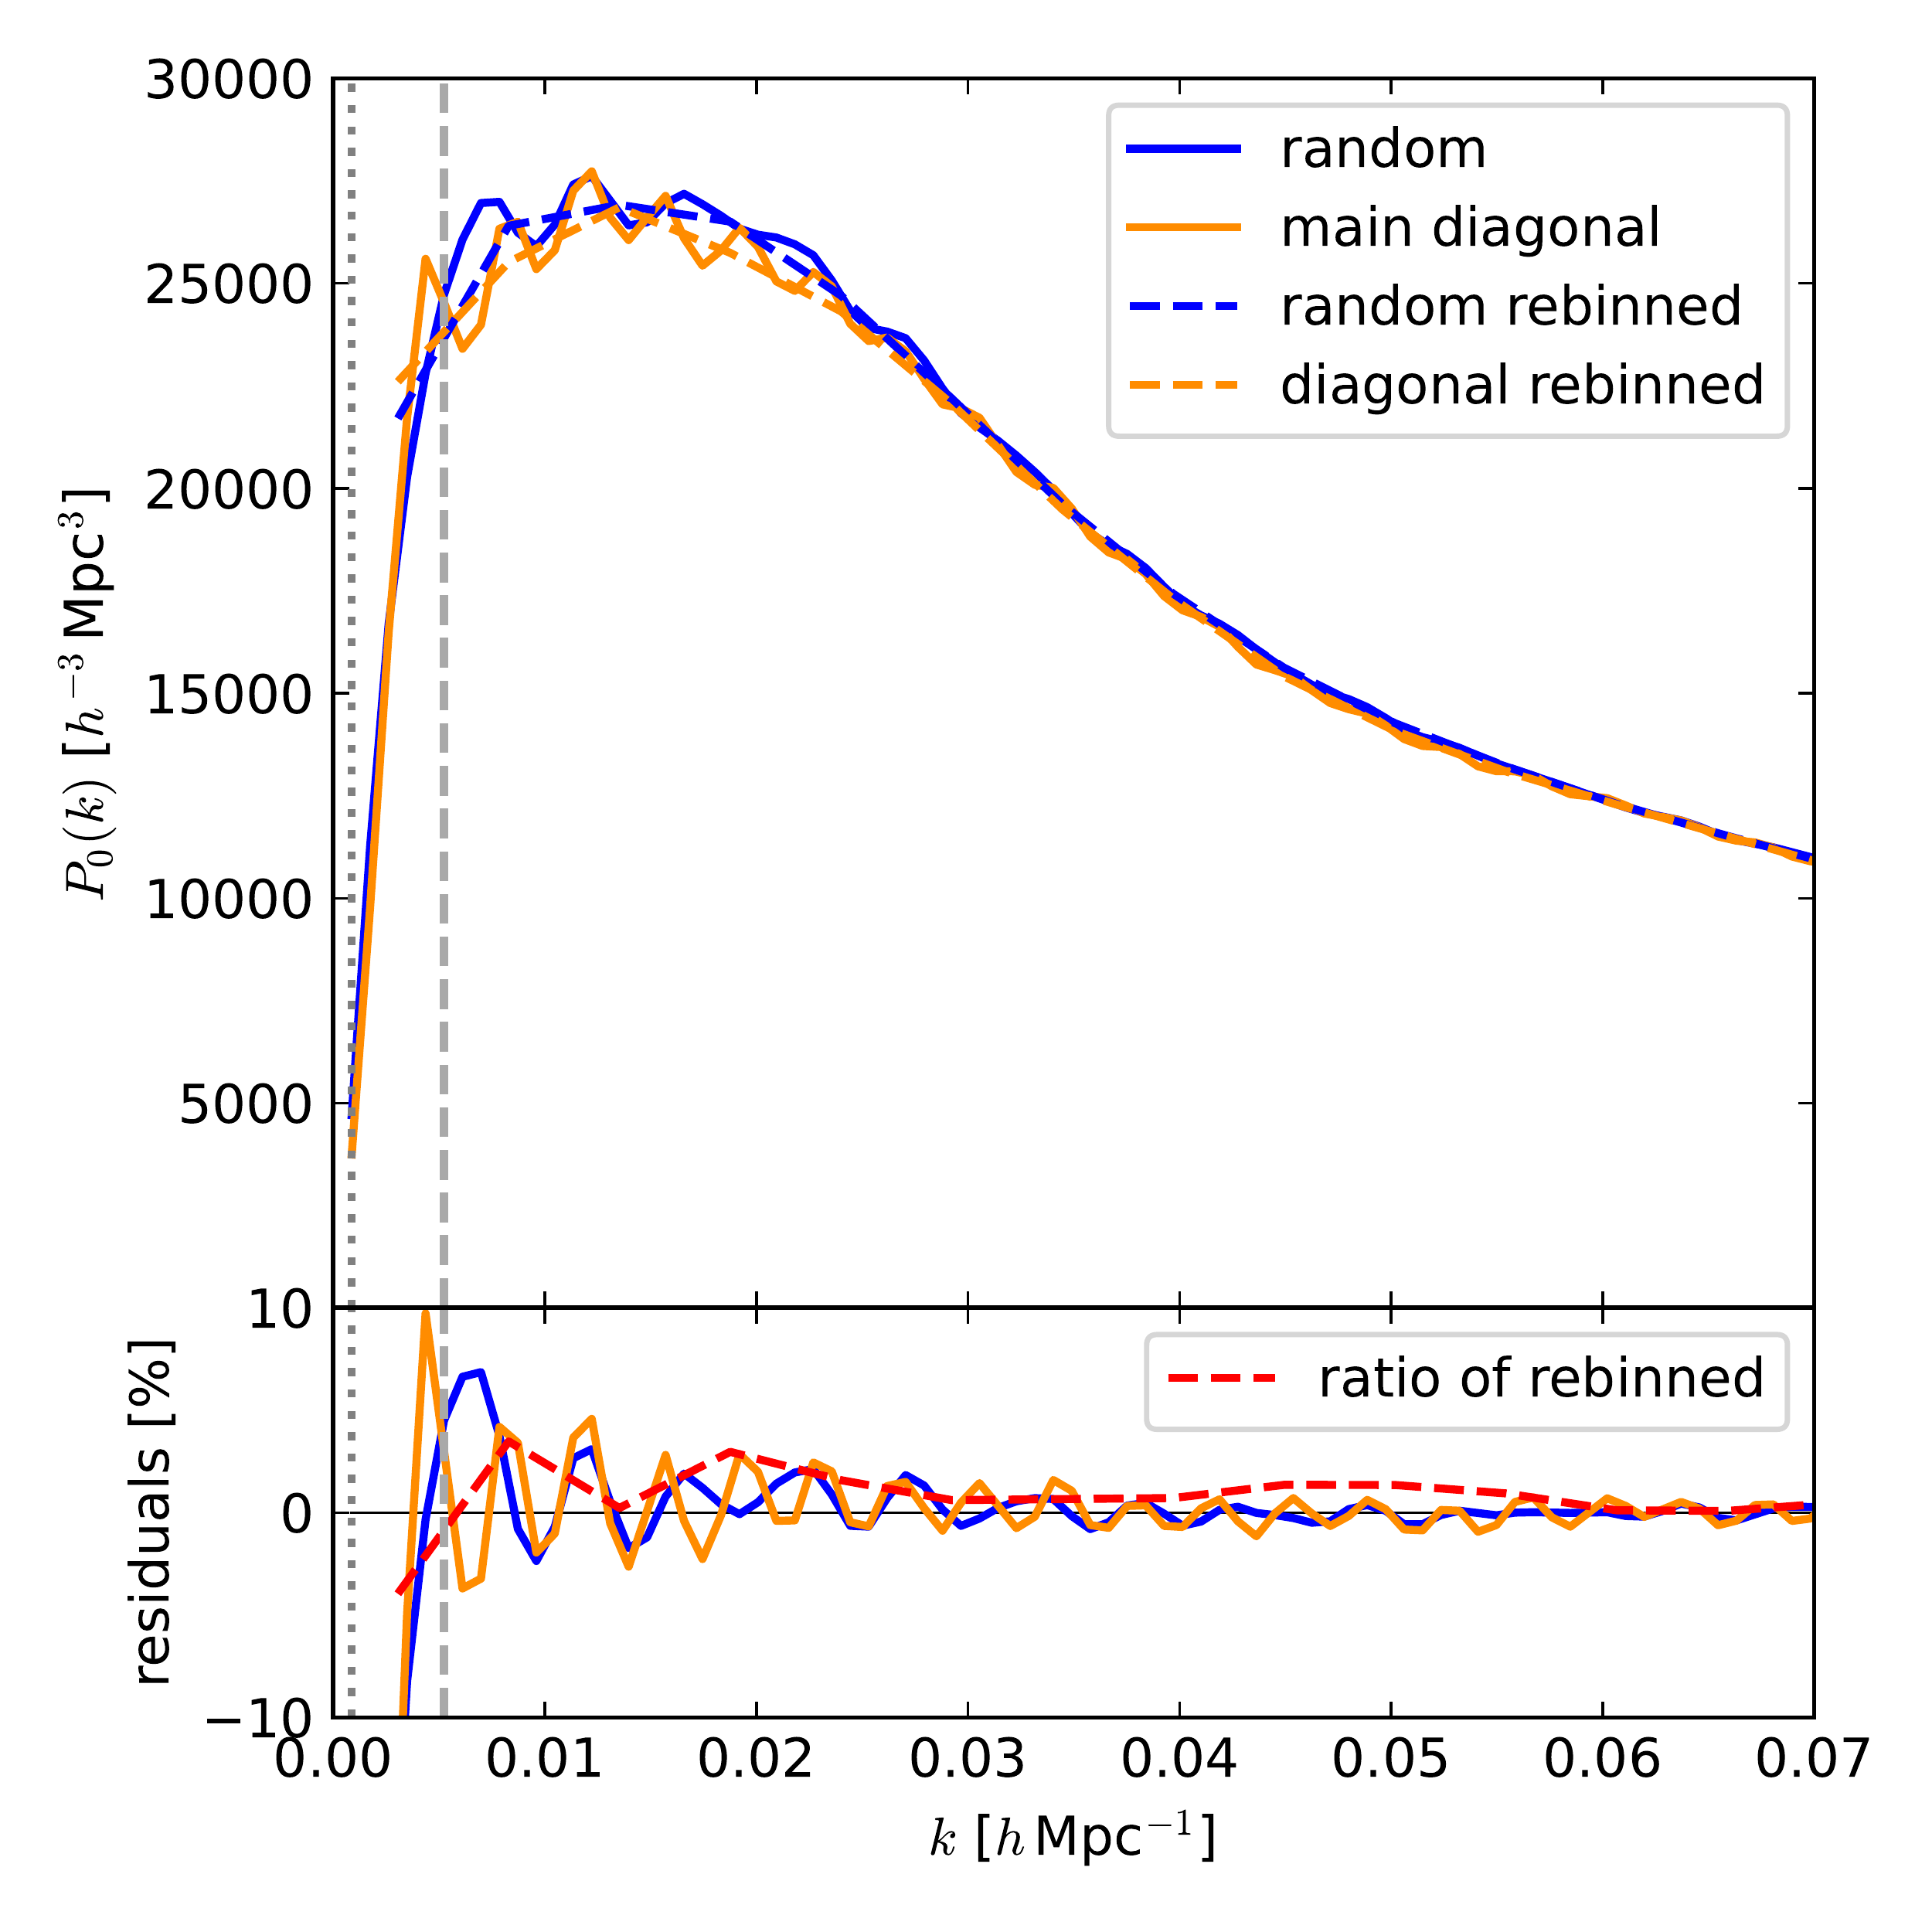 30000
25000
20000
15000
10000
5000
P₀(k) [h⁻³ Mpc³]
random
main diagonal
random rebinned
diagonal rebinned
10
0
−10
residuals [%]
ratio of rebinned
0.00 0.01 0.02 0.03 0.04 0.05 0.06 0.07
k [h Mpc⁻¹]